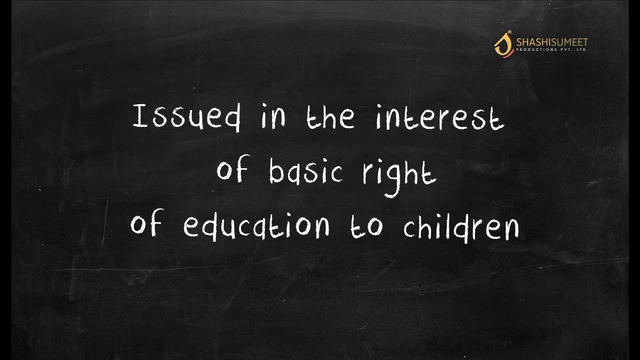 SHASHISUMEET
PRODUCTIONS PVT. LTD.
Issued in the interest
of basic right
of education to children